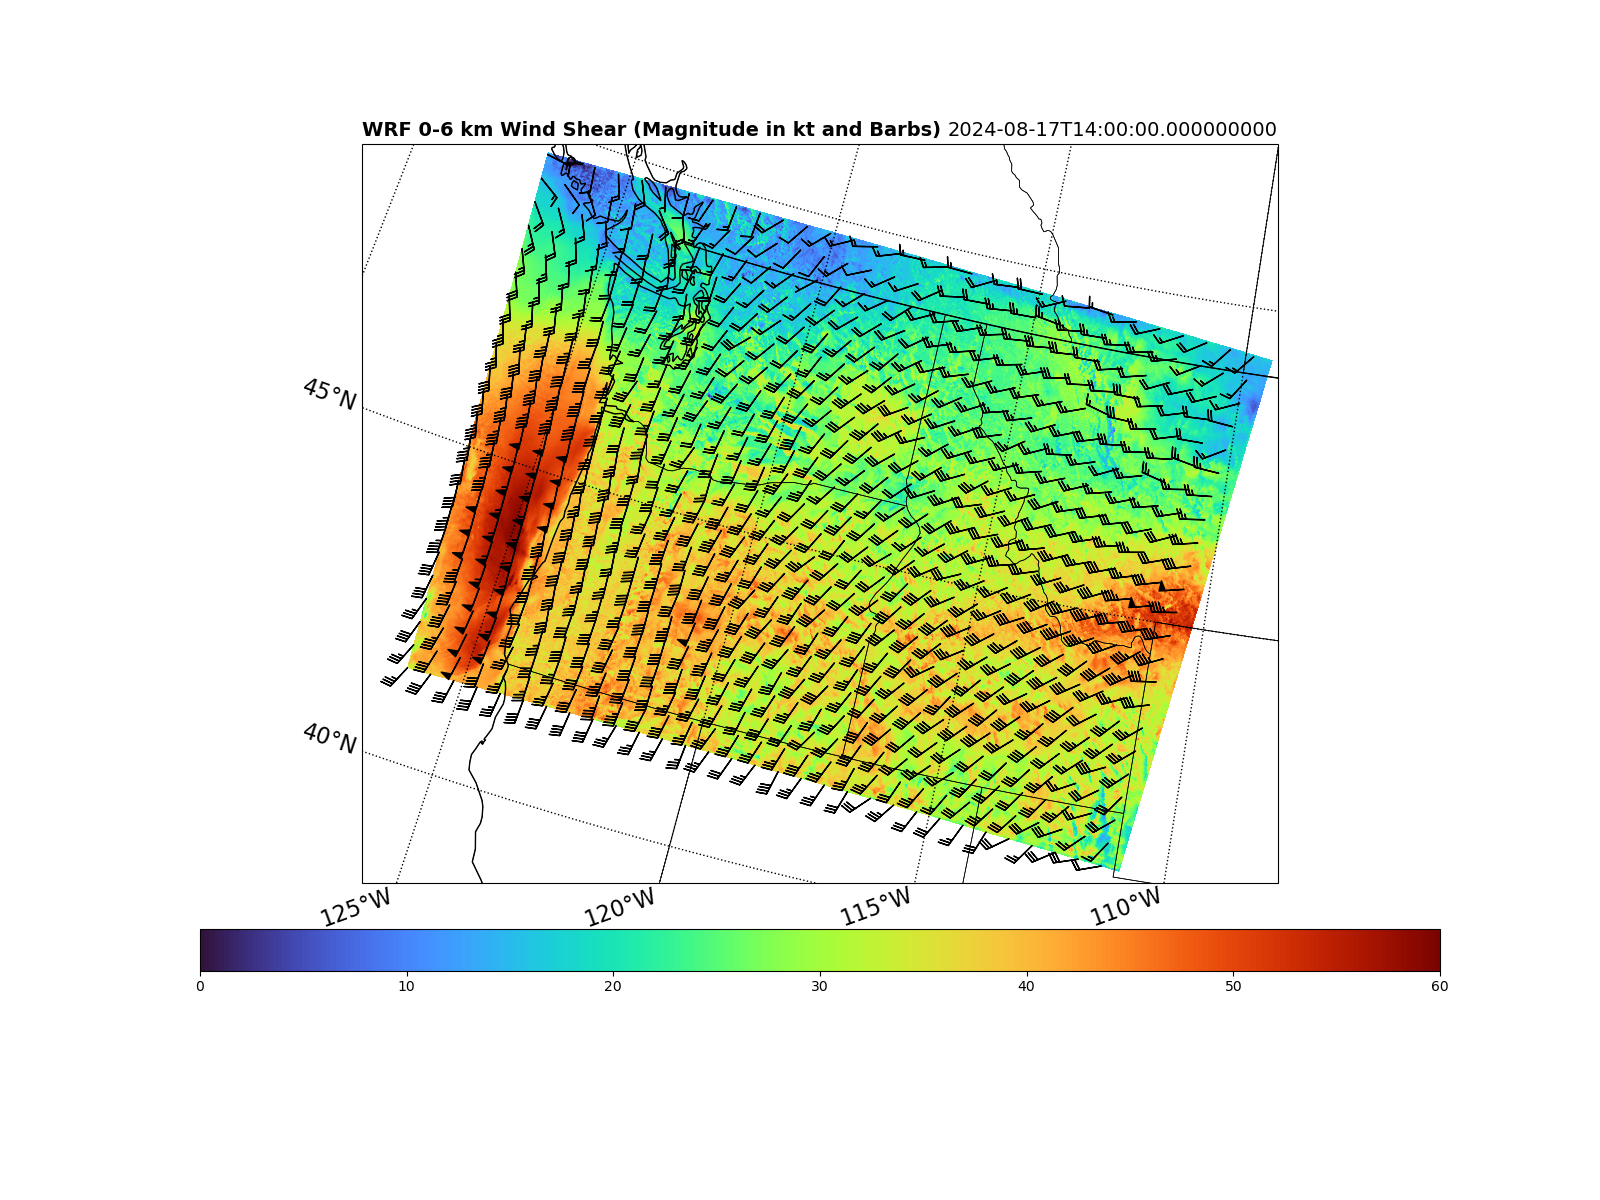 WRF 0-6 km Wind Shear (Magnitude in kt and Barbs) 2024-08-17T14:00:00.000000000
45°N
40°N
125°W 120°W 115°W 110°W
0 10 20 30 40 50 60